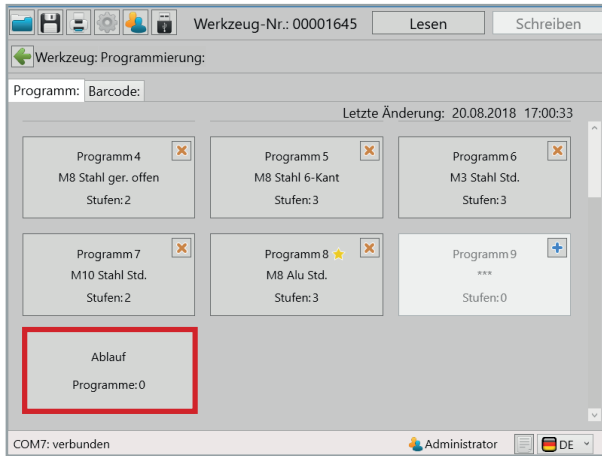 Werkzeug-Nr.: 00001645 Lesen Schreiben
Werkzeug: Programmierung:
Programm: Barcode:
Letzte Änderung: 20.08.2018 17:00:33
Programm 4
M8 Stahl ger. offen
Stufen: 2
Programm 5
M8 Stahl 6-Kant
Stufen: 3
Programm 6
M3 Stahl Std.
Stufen: 3
Programm 7
M10 Stahl Std.
Stufen: 2
Programm 8
M8 Alu Std.
Stufen: 3
Programm 9
***
Stufen: 0
Ablauf
Programme: 0
COM7: verbunden Administrator DE